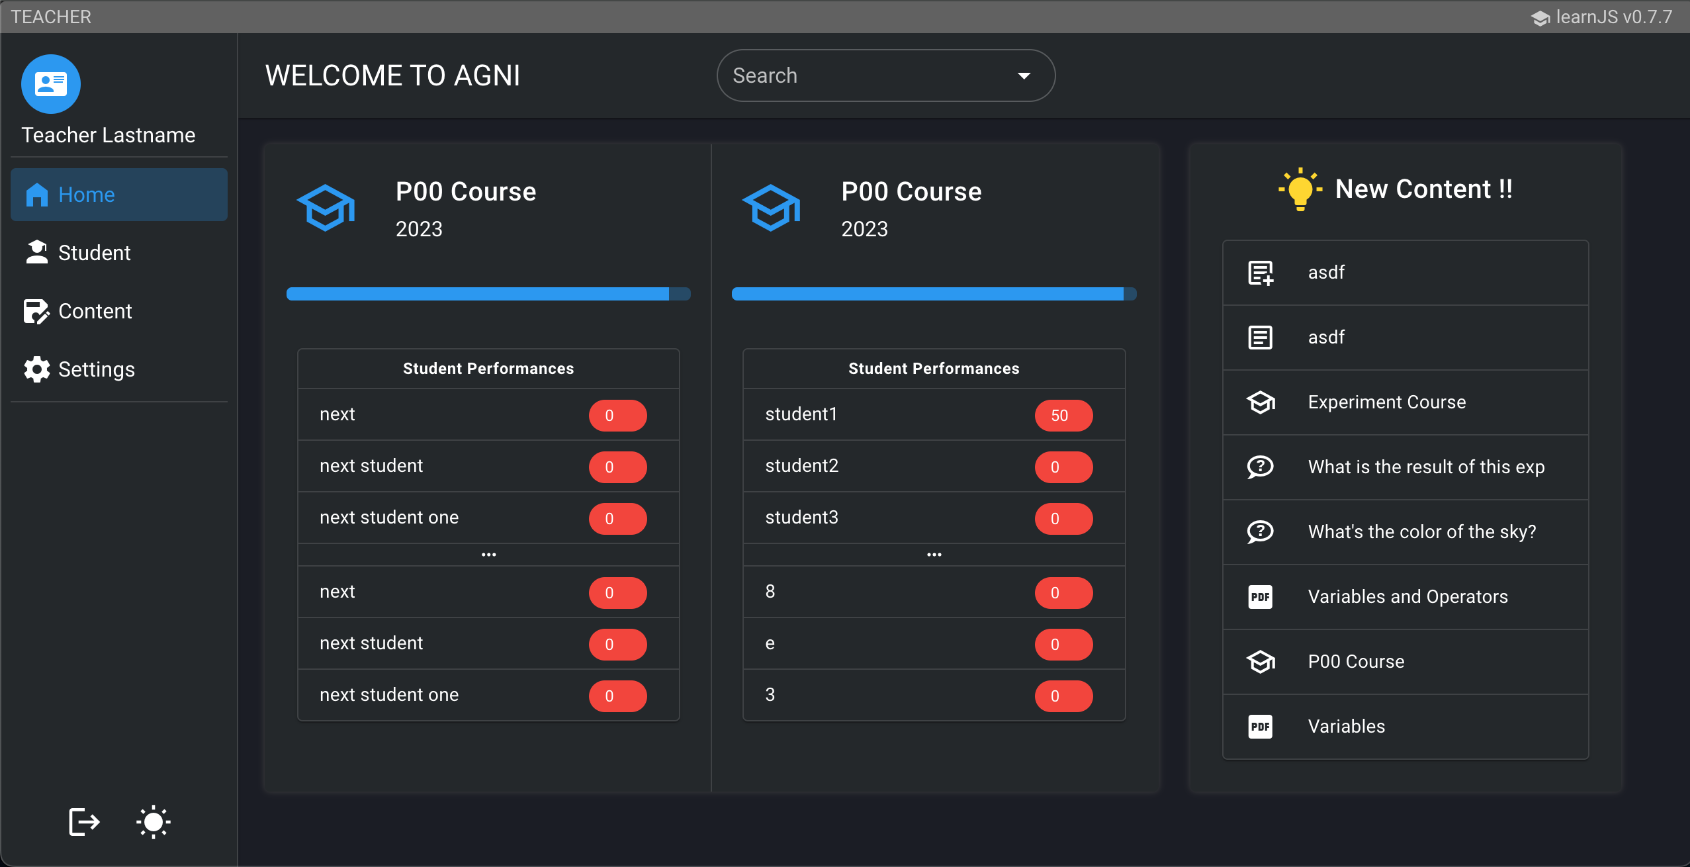 TEACHER
learnJS v0.7.7
Teacher Lastname
Home
Student
Content
Settings
WELCOME TO AGNI
Search
P00 Course
2023
Student Performances
next 0
next student 0
next student one 0
...
next 0
next student 0
next student one 0
P00 Course
2023
Student Performances
student1 50
student2 0
student3 0
...
8 0
e 0
3 0
New Content !!
asdf
asdf
Experiment Course
? What is the result of this exp
? What's the color of the sky?
PDF Variables and Operators
P00 Course
PDF Variables